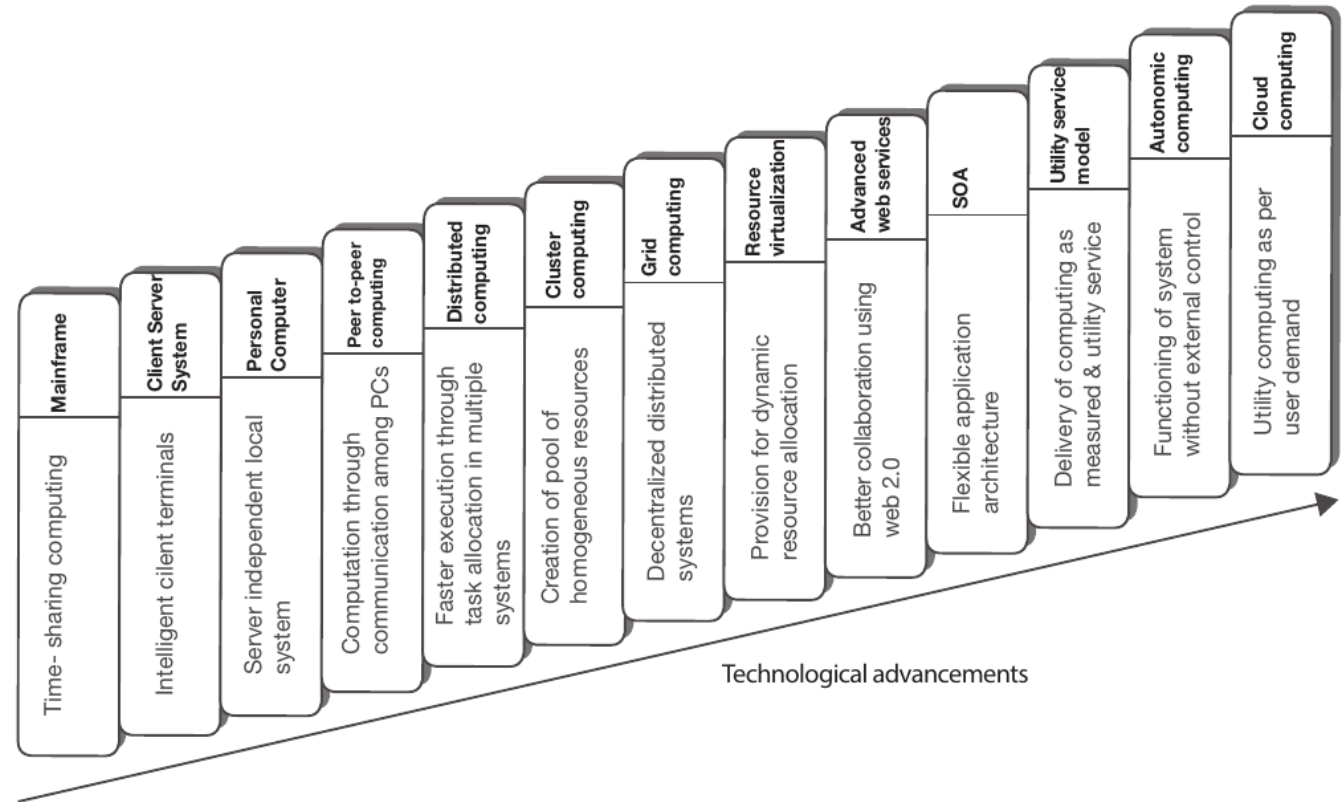 Mainframe
Time- sharing computing
Client Server
System
Intelligent cilent terminals
Personal
Computer
Server independent local
system
Peer to-peer
computing
Computation through
communication among PCs
Distributed
computing
Faster execution through
task allocation in multiple
systems
Cluster
computing
Creation of pool of
homogeneous resources
Grid
computing
Decentralized distributed
systems
Resource
virtualization
Provision for dynamic
resource allocation
Advanced
web services
Better collaboration using
web 2.0
SOA
Flexible application
architecture
Utility service
model
Delivery of computing as
measured & utility service
Autonomic
computing
Functioning of system
without external control
Cloud
computing
Utility computing as per
user demand
Technological advancements